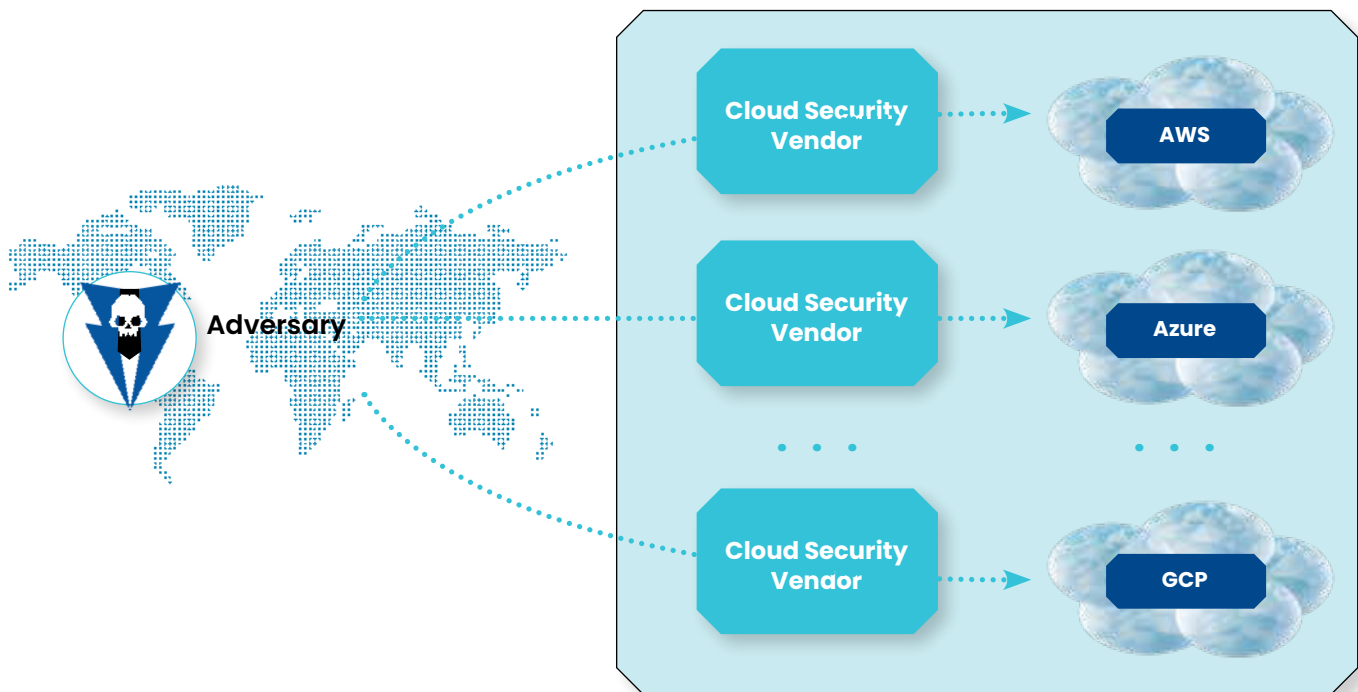 Cloud Security
Vendor
AWS
Adversary
Cloud Security
Vendor
Azure
Cloud Security
Vendor
GCP